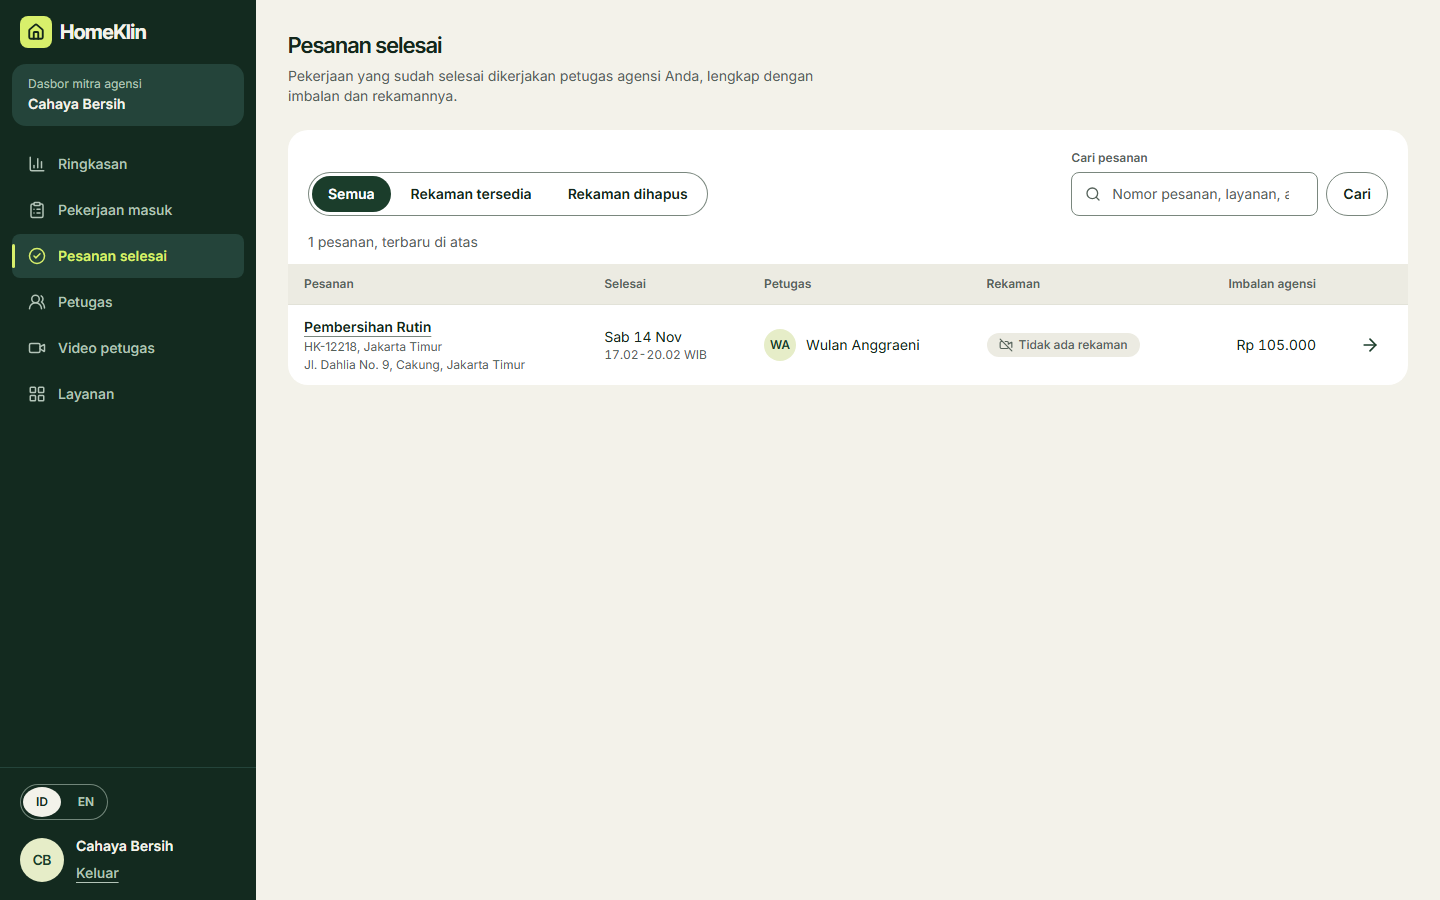 HomeKlin
Dasbor mitra agensi
Cahaya Bersih
Ringkasan
Pekerjaan masuk
Pesanan selesai
Petugas
Video petugas
Layanan
ID EN
CB
Cahaya Bersih
Keluar
Pesanan selesai
Pekerjaan yang sudah selesai dikerjakan petugas agensi Anda, lengkap dengan
imbalan dan rekamannya.
Semua Rekaman tersedia Rekaman dihapus
Cari pesanan
Nomor pesanan, layanan, a
Cari
1 pesanan, terbaru di atas
Pesanan Selesai Petugas Rekaman Imbalan agensi
Pembersihan Rutin
HK-12218, Jakarta Timur
Jl. Dahlia No. 9, Cakung, Jakarta Timur
Sab 14 Nov
17.02-20.02 WIB
WA Wulan Anggraeni
Tidak ada rekaman
Rp 105.000